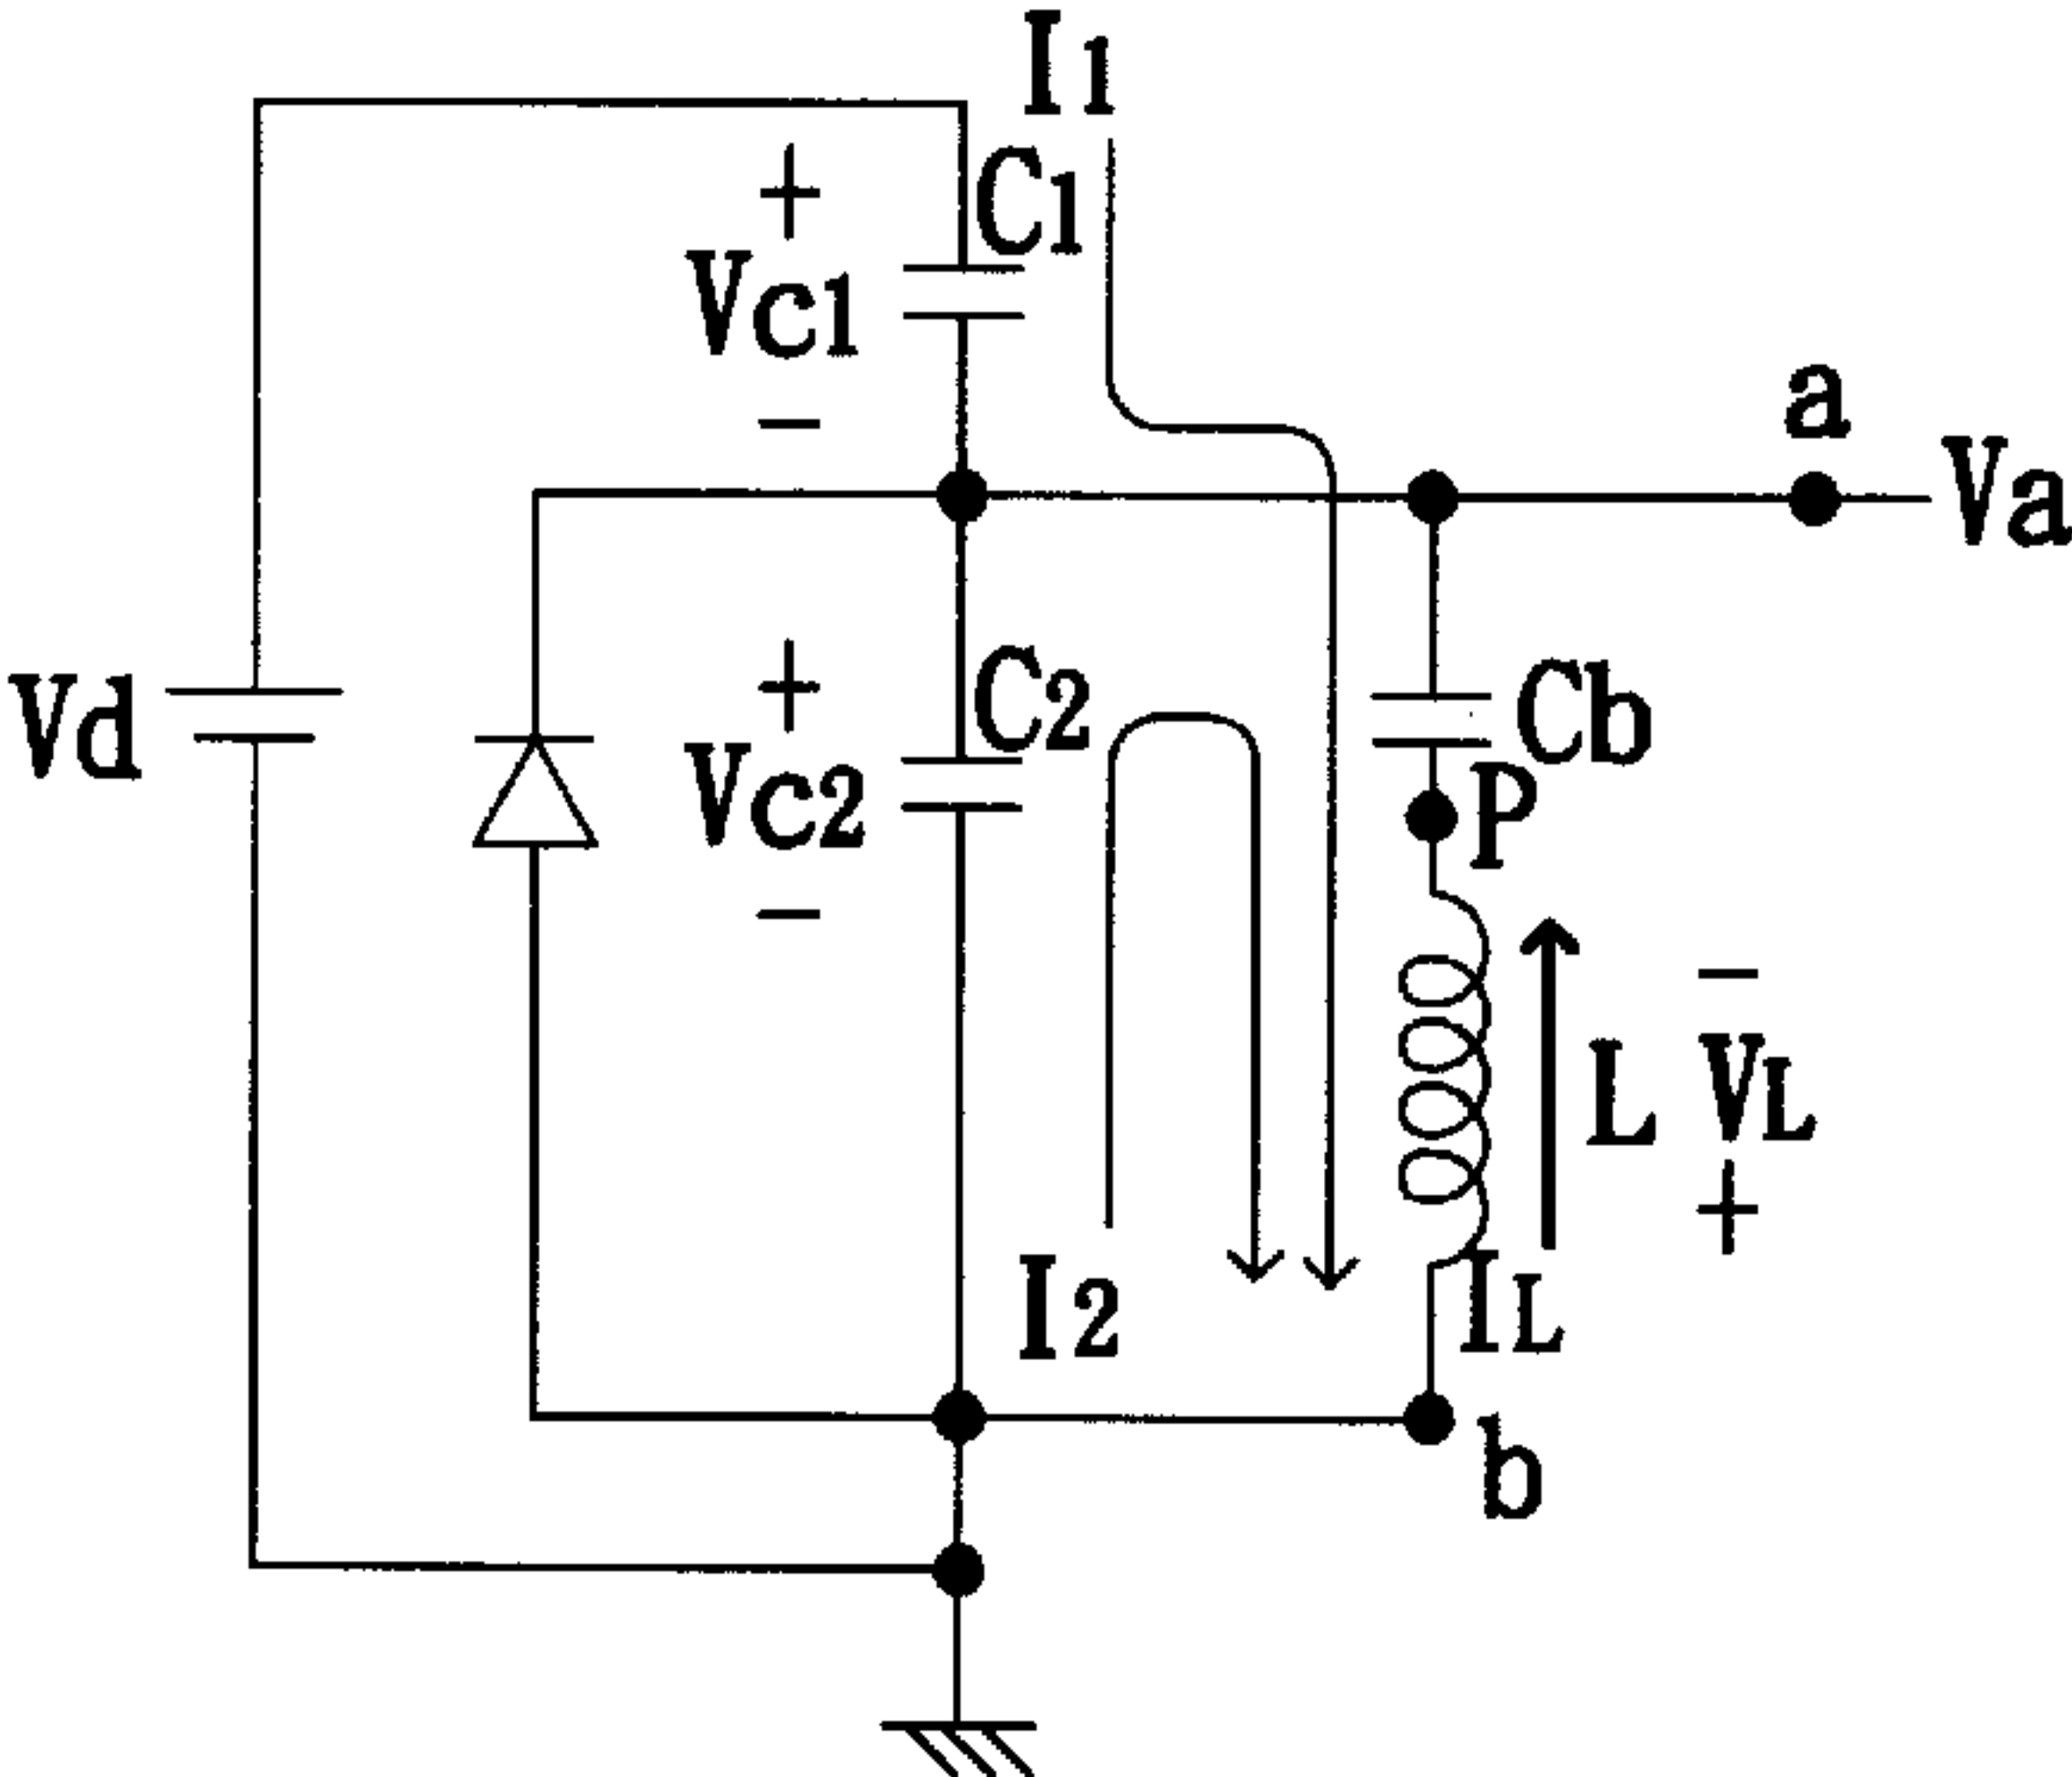 I1
+
C1
VC1
−
a
Va
Vd
+
C2
VC2
−
Cb
P
−
L
VL
+
I2
IL
b